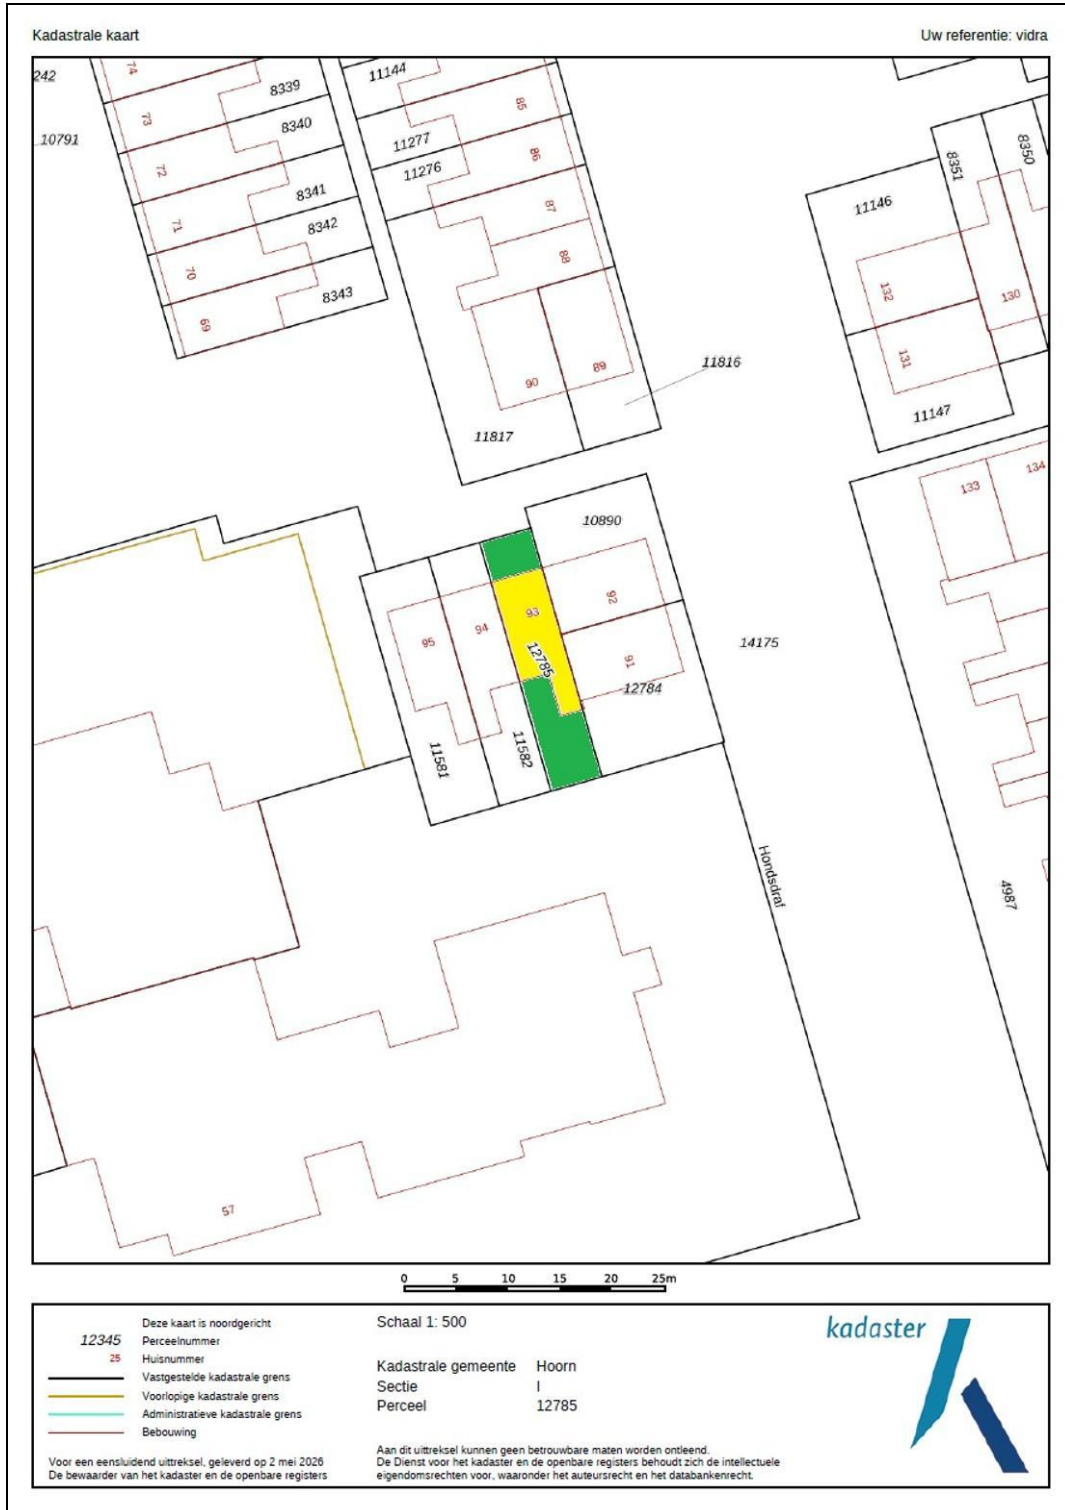 Kadastrale kaart
Uw referentie: vidra
242
10791
74
73
72
71
70
69
8339
8340
8341
8342
8343
11144
11277
11276
85
86
87
88
89
90
11816
11817
11146
8351
8350
132
130
131
11147
133
134
10890
92
91
93
94
95
12785
12784
11582
11581
14175
Hondsdraf
4987
57
0 5 10 15 20 25m
12345
25
Deze kaart is noordgericht
Perceelnummer
Huisnummer
Vastgestelde kadastrale grens
Voorlopige kadastrale grens
Administratieve kadastrale grens
Bebouwing
Voor een eensluidend uittreksel, geleverd op 2 mei 2026
De bewaarder van het kadaster en de openbare registers
Schaal 1: 500
Kadastrale gemeente Hoorn
Sectie I
Perceel 12785
Aan dit uittreksel kunnen geen betrouwbare maten worden ontleend.
De Dienst voor het kadaster en de openbare registers behoudt zich de intellectuele
eigendomsrechten voor, waaronder het auteursrecht en het databankenrecht.
kadaster